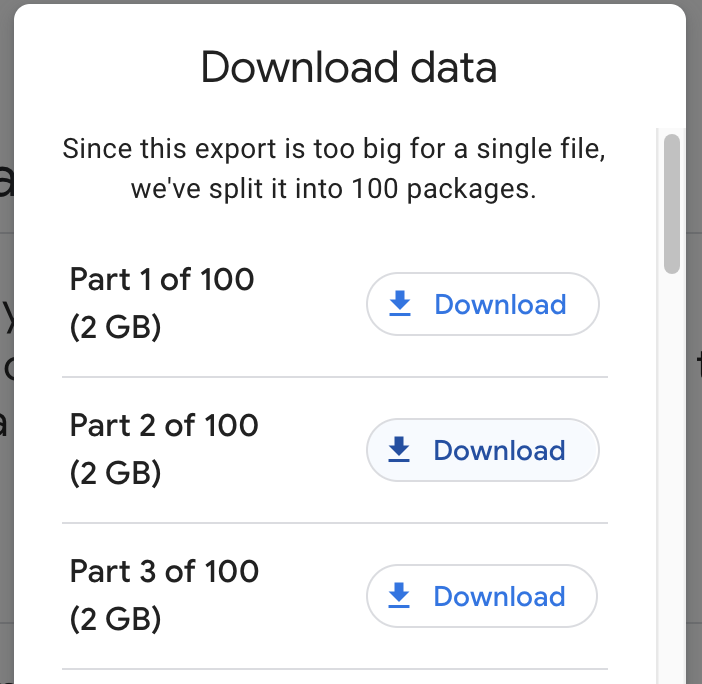 Download data
Since this export is too big for a single file,
we've split it into 100 packages.
Part 1 of 100
(2 GB)
Download
Part 2 of 100
(2 GB)
Download
Part 3 of 100
(2 GB)
Download